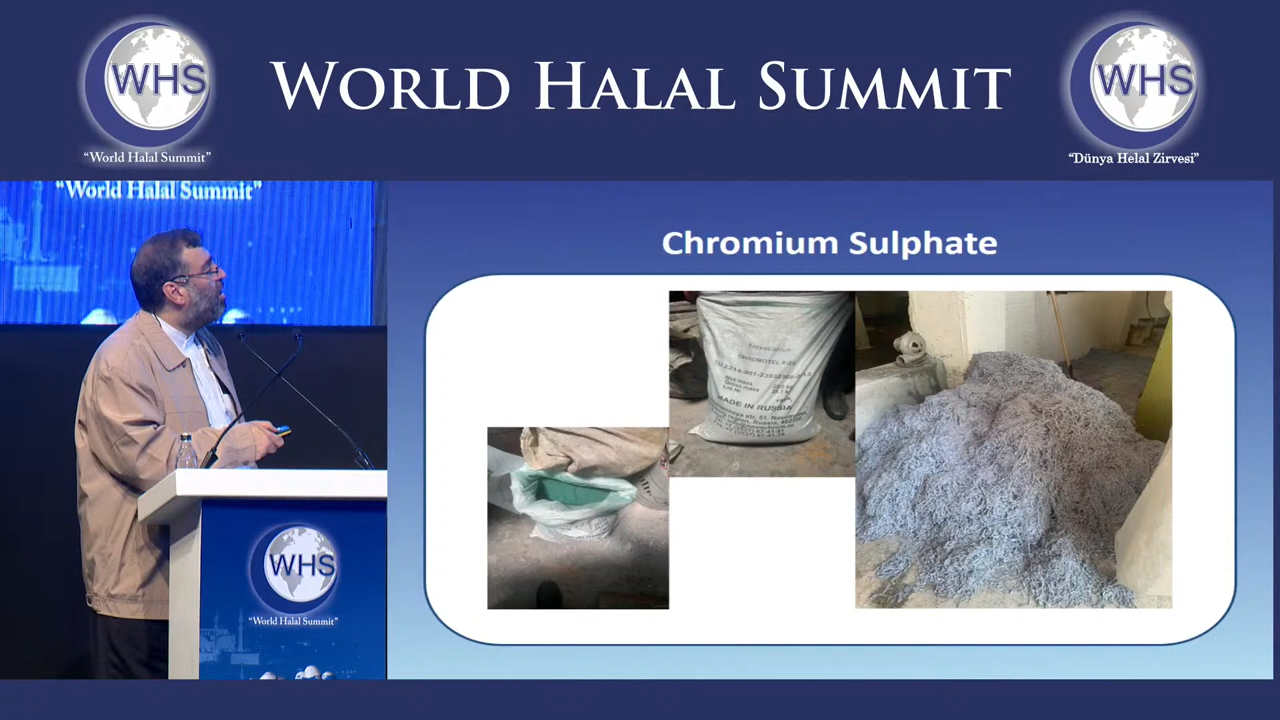 WHS
"World Halal Summit"
WORLD HALAL SUMMIT
WHS
"Dünya Helal Zirvesi"
"World Halal Summit"
Chromium Sulphate
MADE IN RUSSIA
WHS
"World Halal Summit"